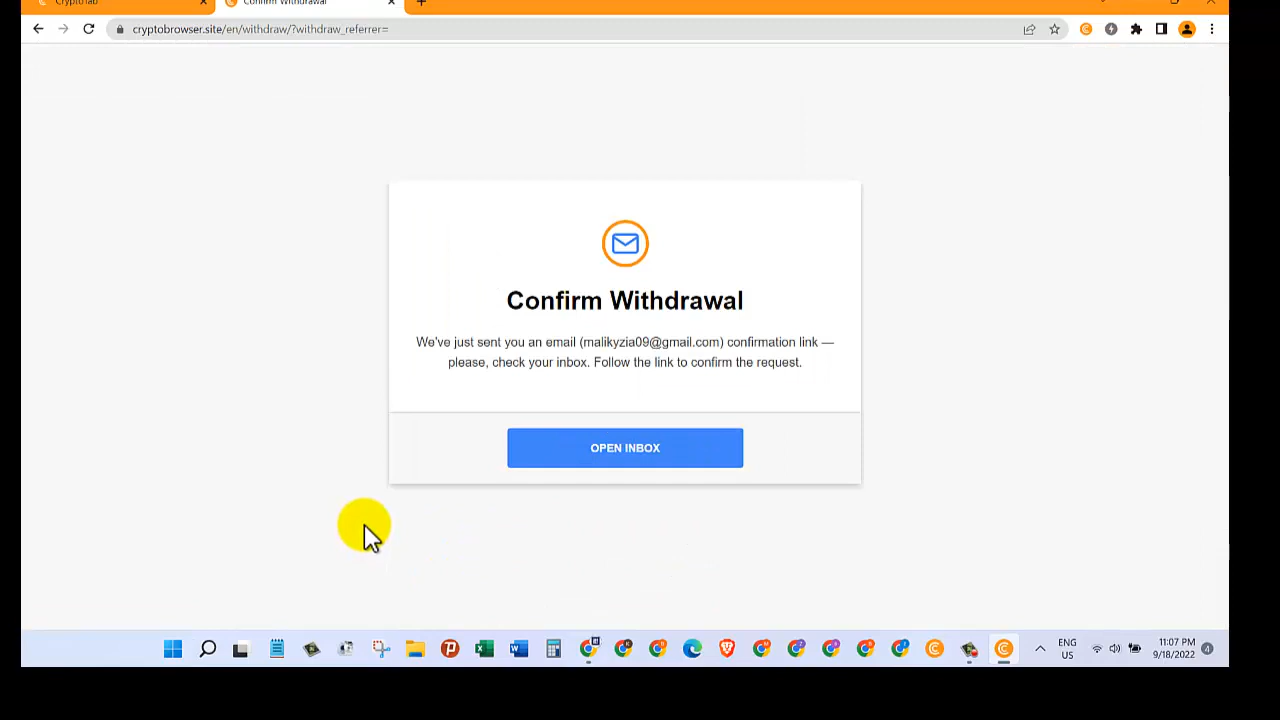 CryptoTab
Confirm Withdrawal
cryptobrowser.site/en/withdraw/?withdraw_referrer=
Confirm Withdrawal
We've just sent you an email (malikyzia09@gmail.com) confirmation link —
please, check your inbox. Follow the link to confirm the request.
OPEN INBOX
ENG
US
11:07 PM
9/18/2022
4